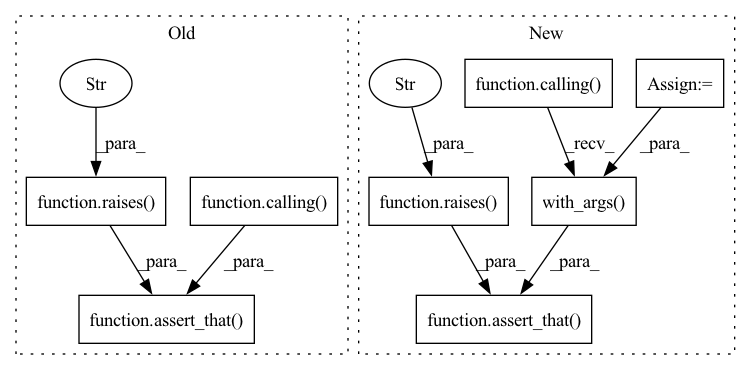 Old
New
Str
Str
function.calling()
Assign:=
_para_
_para_
_recv_
_para_
function.raises()
function.calling()
function.raises()
with_args()
_para_
_para_
_para_
_para_
function.assert_that()
function.assert_that()